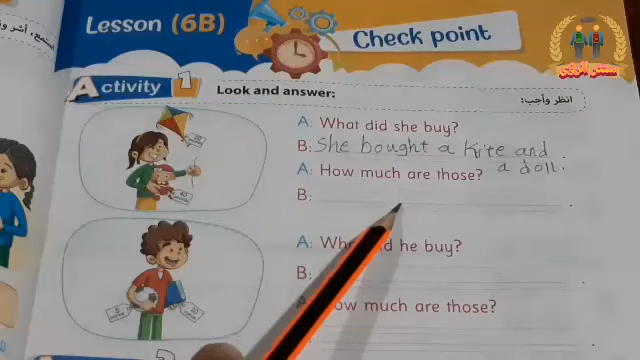 Lesson (6B)
Check point
Activity 1
Look and answer:
انظر وأجب:
A: What did she buy?
B: She bought a kite and
a doll.
A: How much are those?
B:
A: he buy?
B:
How much are those?